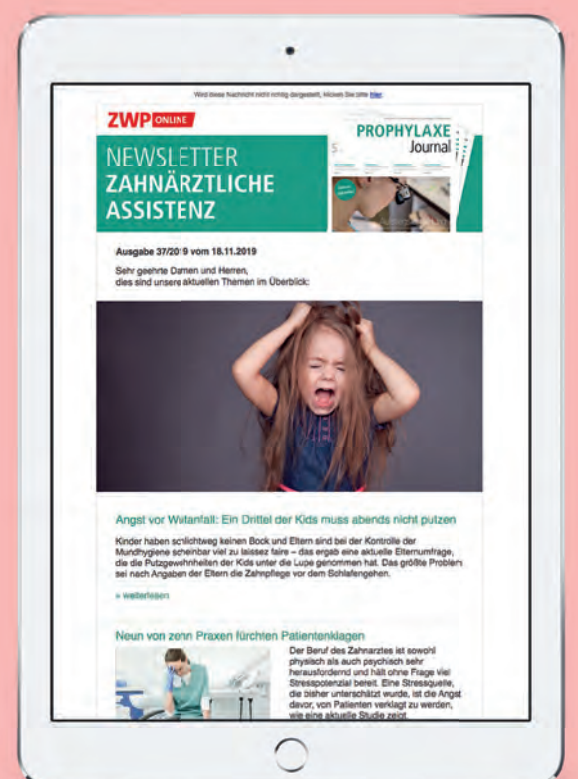 Wird diese Nachricht nicht richtig dargestellt, klicken Sie bitte hier.
ZWP ONLINE
PROPHYLAXE
Journal
NEWSLETTER
ZAHNÄRZTLICHE
ASSISTENZ
Ausgabe 37/2019 vom 18.11.2019
Sehr geehrte Damen und Herren,
dies sind unsere aktuellen Themen im Überblick:
Angst vor Wutanfall: Ein Drittel der Kids muss abends nicht putzen
Kinder haben schlichtweg keinen Bock und Eltern sind bei der Kontrolle der
Mundhygiene scheinbar viel zu laissez faire – das ergab eine aktuelle Elternumfrage,
die die Putzgewohnheiten der Kids unter die Lupe genommen hat. Das größte Problem
sei nach Angaben der Eltern die Zahnpflege vor dem Schlafengehen.
» weiterlesen
Neun von zehn Praxen fürchten Patientenklagen
Der Beruf des Zahnarztes ist sowohl
physisch als auch psychisch sehr
herausfordernd und hält ohne Frage viel
Stresspotenzial bereit. Eine Stressquelle,
die bisher unterschätzt wurde, ist die Angst
davor, von Patienten verklagt zu werden,
wie eine aktuelle Studie zeigt.